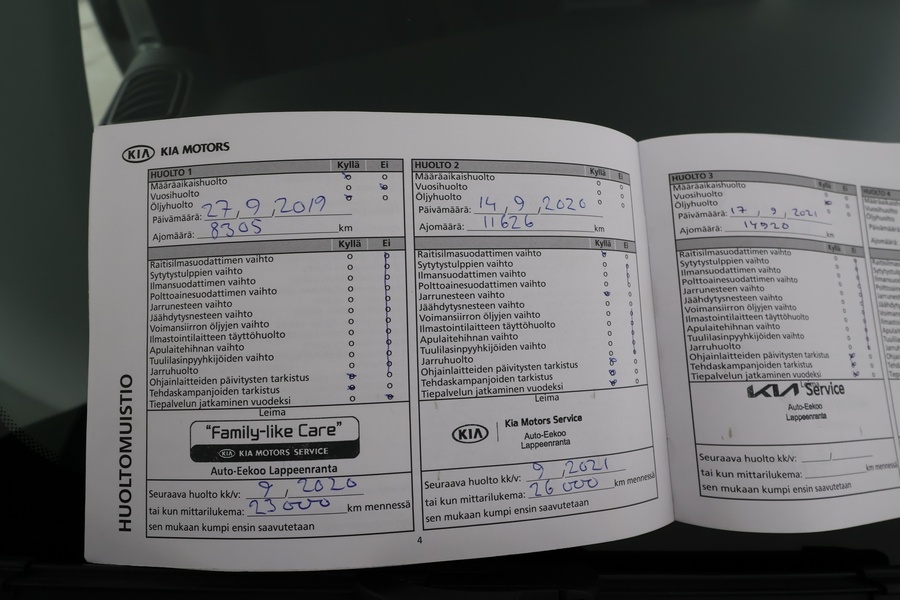 KIA KIA MOTORS
HUOLTOMUISTIO
HUOLTO 1 Kyllä Ei
Määräaikaishuolto
Vuosihuolto
Öljyhuolto
Päivämäärä: 27,9,2019
Ajomäärä: 8305 km
Kyllä Ei
Raitisilmasuodattimen vaihto
Sytytystulppien vaihto
Ilmansuodattimen vaihto
Polttoainesuodattimen vaihto
Jarrunesteen vaihto
Jäähdytysnesteen vaihto
Voimansiirron öljyjen vaihto
Ilmastointilaitteen täyttöhuolto
Apulaitehihnan vaihto
Tuulilasinpyyhkijöiden vaihto
Jarruhuolto
Ohjainlaitteiden päivitysten tarkistus
Tehdaskampanjoiden tarkistus
Tiepalvelun jatkaminen vuodeksi
Leima
"Family-like Care"
KIA KIA MOTORS SERVICE
Auto-Eekoo Lappeenranta
Seuraava huolto kk/v: 9, 2020
tai kun mittarilukema: 23000 km mennessä
sen mukaan kumpi ensin saavutetaan
HUOLTO 2 Kyllä Ei
Määräaikaishuolto
Vuosihuolto
Öljyhuolto
Päivämäärä: 14,9,2020
Ajomäärä: 11626 km
Kyllä Ei
Raitisilmasuodattimen vaihto
Sytytystulppien vaihto
Ilmansuodattimen vaihto
Polttoainesuodattimen vaihto
Jarrunesteen vaihto
Jäähdytysnesteen vaihto
Voimansiirron öljyjen vaihto
Ilmastointilaitteen täyttöhuolto
Apulaitehihnan vaihto
Tuulilasinpyyhkijöiden vaihto
Jarruhuolto
Ohjainlaitteiden päivitysten tarkistus
Tehdaskampanjoiden tarkistus
Tiepalvelun jatkaminen vuodeksi
Leima
KIA Kia Motors Service
Auto-Eekoo
Lappeenranta
Seuraava huolto kk/v: 9,2021
tai kun mittarilukema: 26000 km mennessä
sen mukaan kumpi ensin saavutetaan
4
HUOLTO 3 Kyllä Ei
Määräaikaishuolto
Vuosihuolto
Öljyhuolto
Päivämäärä: 17,9,2021
Ajomäärä: 14920 km
Kyllä Ei
Raitisilmasuodattimen vaihto
Sytytystulppien vaihto
Ilmansuodattimen vaihto
Polttoainesuodattimen vaihto
Jarrunesteen vaihto
Jäähdytysnesteen vaihto
Voimansiirron öljyjen vaihto
Ilmastointilaitteen täyttöhuolto
Apulaitehihnan vaihto
Tuulilasinpyyhkijöiden vaihto
Jarruhuolto
Ohjainlaitteiden päivitysten tarkistus
Tehdaskampanjoiden tarkistus
Tiepalvelun jatkaminen vuodeksi
Leima
KIA Service
Auto-Eekoo
Lappeenranta
Seuraava huolto kk/v: ,
tai kun mittarilukema: km mennessä
sen mukaan kumpi ensin saavutetaan
HUOLTO 4